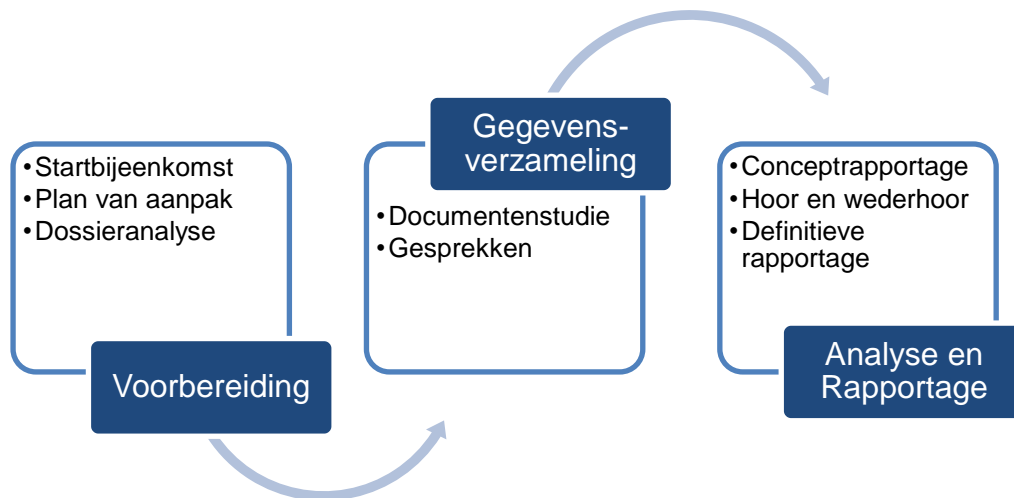 •Startbijeenkomst
•Plan van aanpak
•Dossieranalyse
Voorbereiding
Gegevens-
verzameling
•Documentenstudie
•Gesprekken
•Conceptrapportage
•Hoor en wederhoor
•Definitieve
rapportage
Analyse en
Rapportage